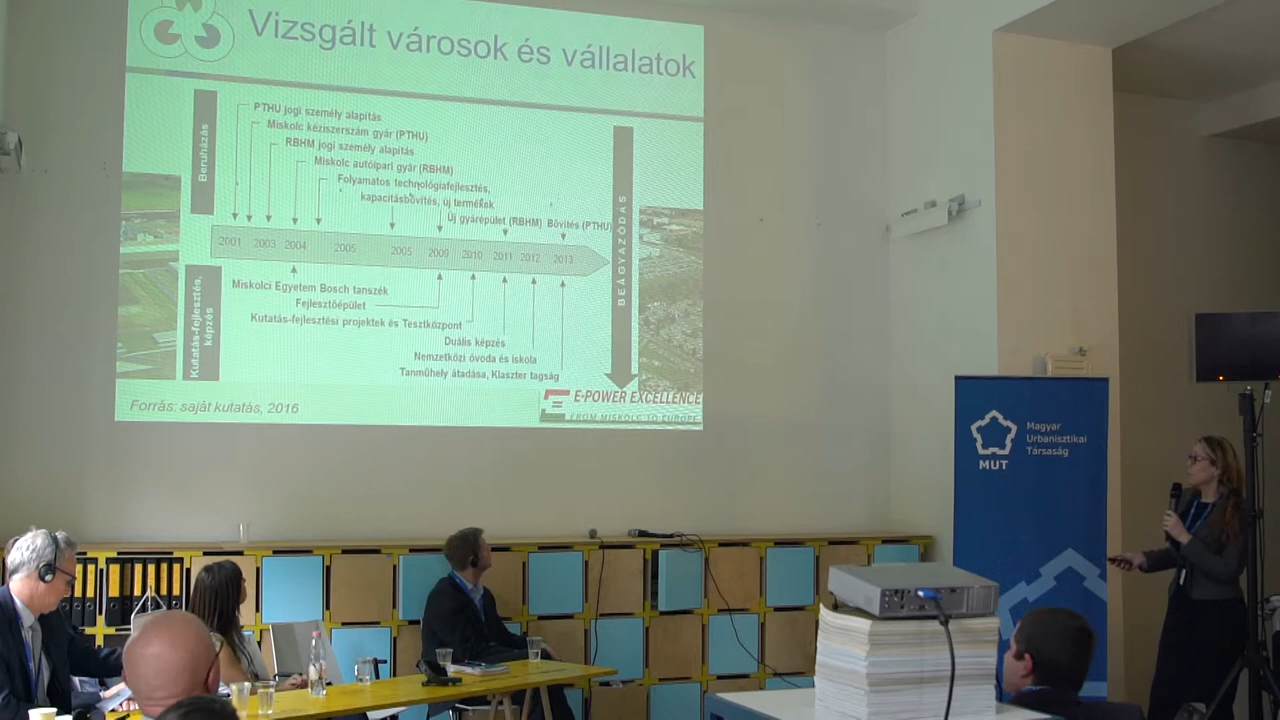 Vizsgált városok és vállalatok
Beruházás
PTHU jogi személy alapítás
Miskolc kéziszerszám gyár (PTHU)
RBHM jogi személy alapítás
Miskolc autóipari gyár (RBHM)
Folyamatos technológiafejlesztés,
kapacitásbővítés, új termékek
Új gyárépület (RBHM) Bővítés (PTHU)
2001 2003 2004 2005 2005 2009 2010 2011 2012 2013
BEÁGYAZÓDÁS
Kutatás-fejlesztés,
képzés
Miskolci Egyetem Bosch tanszék
Fejlesztőépület
Kutatás-fejlesztési projektek és Tesztközpont
Duális képzés
Nemzetközi óvoda és iskola
Tanműhely átadása, Klaszter tagság
Forrás: saját kutatás, 2016
E-POWER EXCELLENCE
FROM MISKOLC TO EUROPE
MUT
Magyar
Urbanisztikai
Társaság